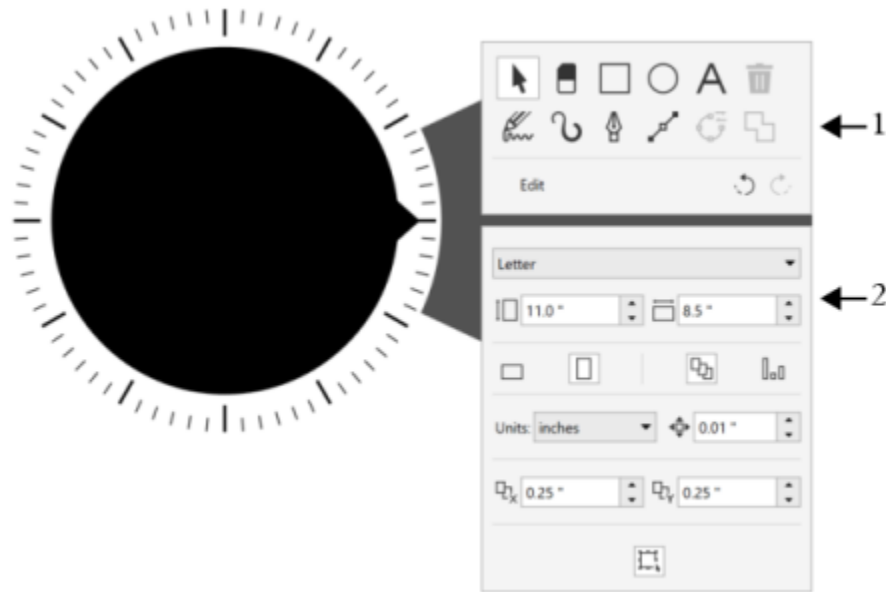 A
1
Edit
Letter
2
11.0 " 8.5 "
Units: inches 0.01 "
X 0.25 " Y 0.25 "